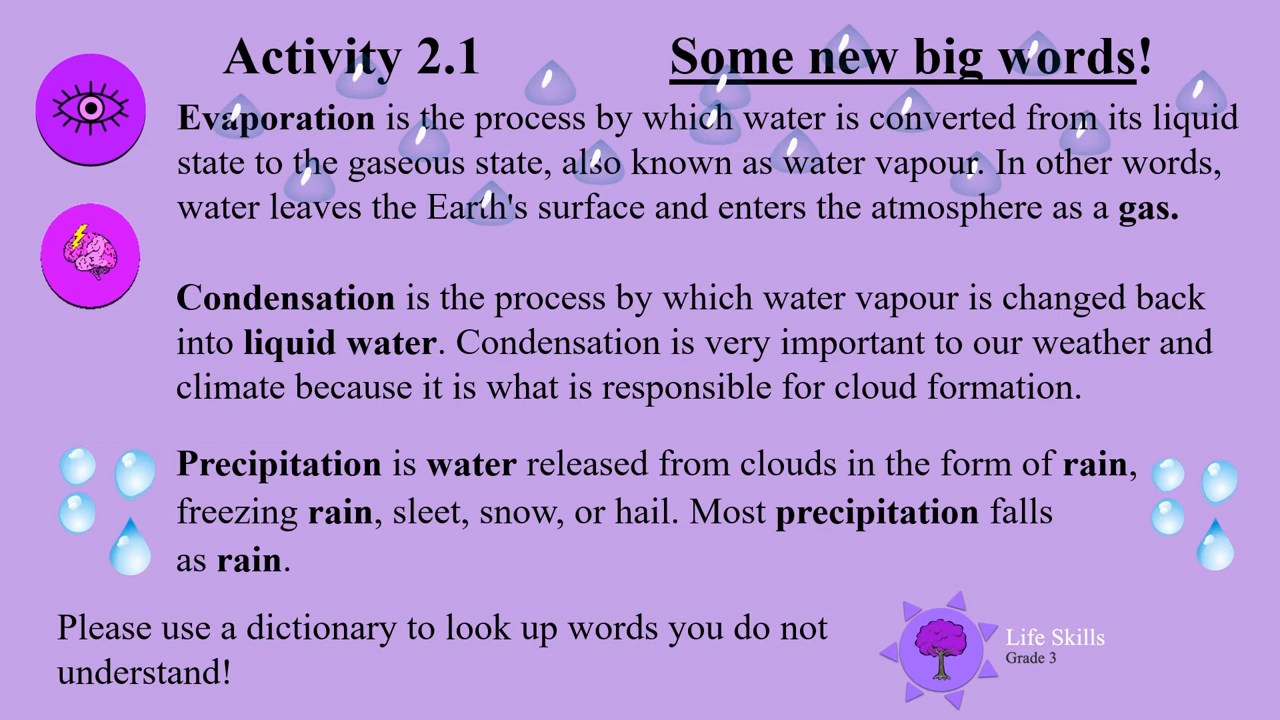 Activity 2.1 Some new big words!
Evaporation is the process by which water is converted from its liquid
state to the gaseous state, also known as water vapour. In other words,
water leaves the Earth's surface and enters the atmosphere as a gas.
Condensation is the process by which water vapour is changed back
into liquid water. Condensation is very important to our weather and
climate because it is what is responsible for cloud formation.
Precipitation is water released from clouds in the form of rain,
freezing rain, sleet, snow, or hail. Most precipitation falls
as rain.
Please use a dictionary to look up words you do not
understand!
Life Skills
Grade 3